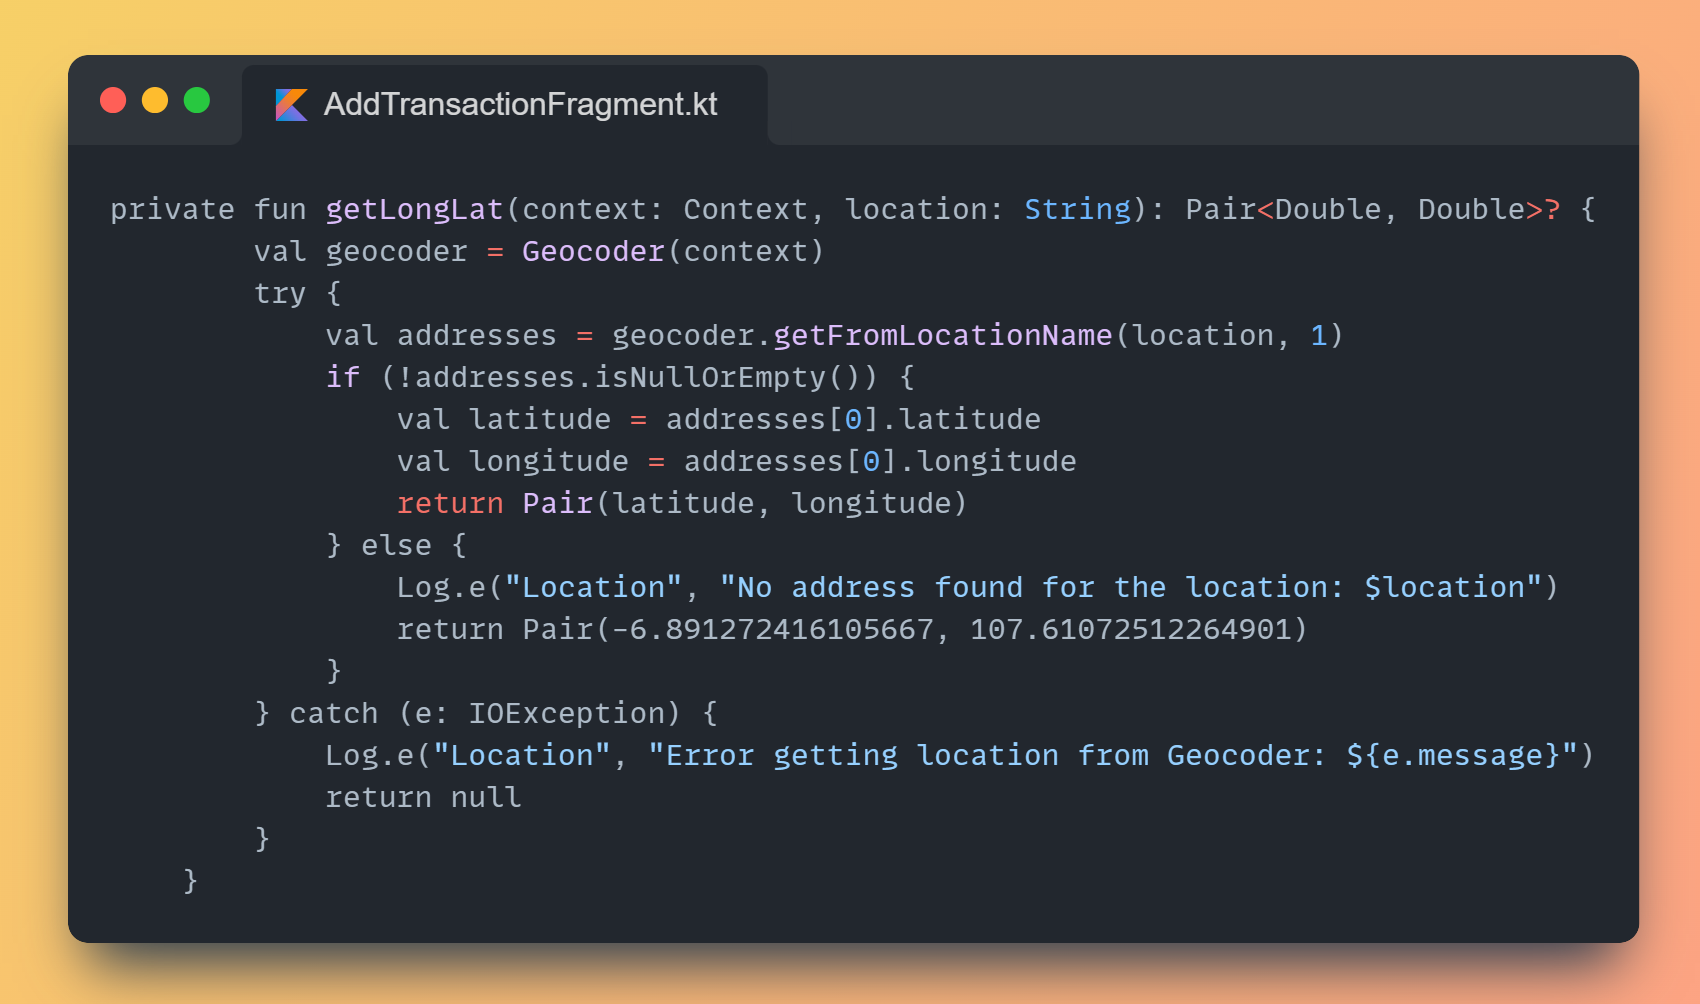 AddTransactionFragment.kt
private fun getLongLat(context: Context, location: String): Pair<Double, Double>? {
        val geocoder = Geocoder(context)
        try {
            val addresses = geocoder.getFromLocationName(location, 1)
            if (!addresses.isNullOrEmpty()) {
                val latitude = addresses[0].latitude
                val longitude = addresses[0].longitude
                return Pair(latitude, longitude)
            } else {
                Log.e("Location", "No address found for the location: $location")
                return Pair(-6.891272416105667, 107.61072512264901)
            }
        } catch (e: IOException) {
            Log.e("Location", "Error getting location from Geocoder: ${e.message}")
            return null
        }
    }